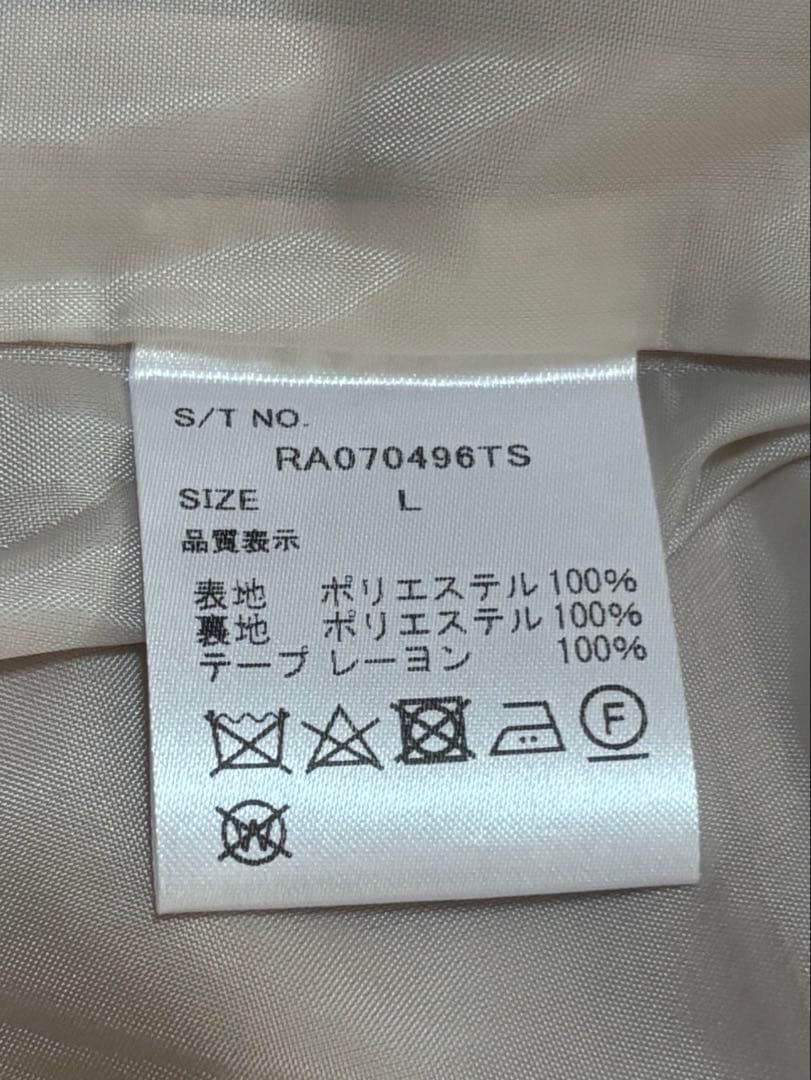 S/T NO.
RA070496TS
SIZE L
品質表示
表地 ポリエステル 100%
裏地 ポリエステル 100%
テープ レーヨン 100%
F
W